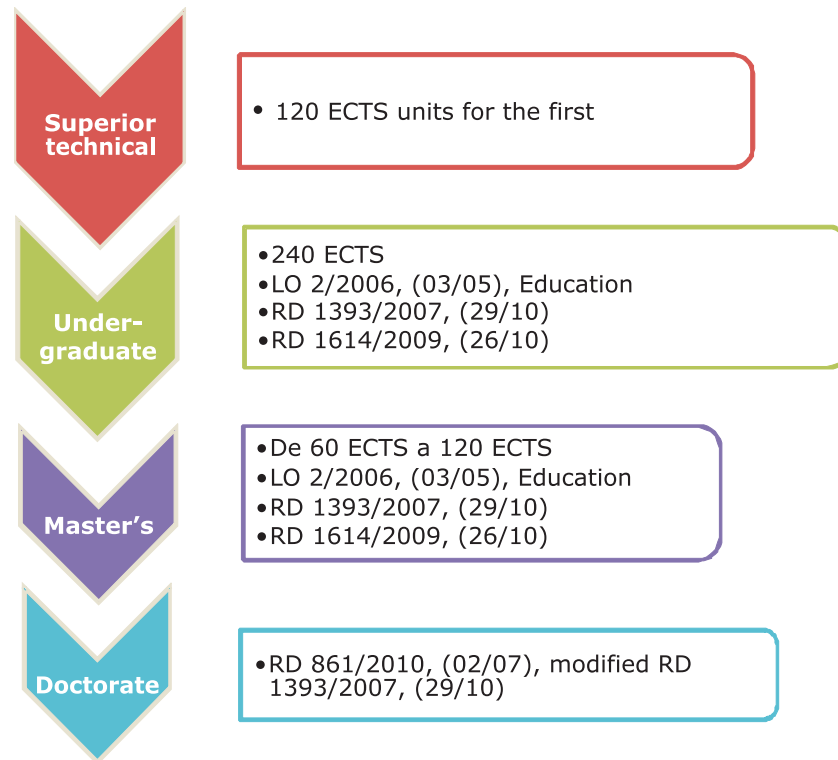 Superior
technical
• 120 ECTS units for the first
Under-
graduate
•240 ECTS
•LO 2/2006, (03/05), Education
•RD 1393/2007, (29/10)
•RD 1614/2009, (26/10)
Master's
•De 60 ECTS a 120 ECTS
•LO 2/2006, (03/05), Education
•RD 1393/2007, (29/10)
•RD 1614/2009, (26/10)
Doctorate
•RD 861/2010, (02/07), modified RD
1393/2007, (29/10)